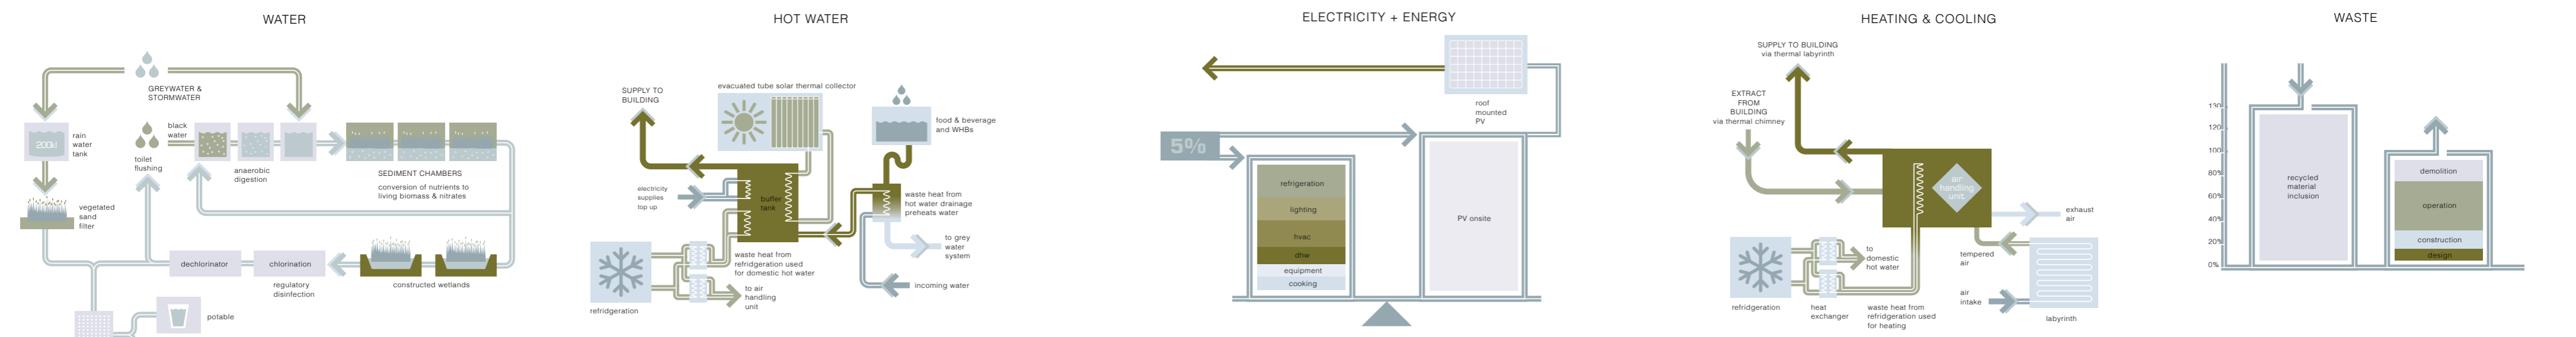 WATER
GREYWATER &
STORMWATER
rain
water
tank
200kl
black
water
toilet
flushing
anaerobic
digestion
SEDIMENT CHAMBERS
conversion of nutrients to
living biomass & nitrates
vegetated
sand
filter
dechlorinator
chlorination
regulatory
disinfection
constructed wetlands
potable
HOT WATER
SUPPLY TO
BUILDING
evacuated tube solar thermal collector
food & beverage
and WHBs
electricity
supplies
top up
buffer
tank
waste heat from
hot water drainage
preheats water
to grey
water
system
waste heat from
refridgeration used
for domestic hot water
to air
handling
unit
incoming water
refridgeration
ELECTRICITY + ENERGY
roof
mounted
PV
5%
refrigeration
lighting
hvac
dhw
equipment
cooking
PV onsite
HEATING & COOLING
SUPPLY TO BUILDING
via thermal labyrinth
EXTRACT
FROM
BUILDING
via thermal chimney
air
handling
unit
exhaust
air
to
domestic
hot water
tempered
air
air
intake
refridgeration
heat
exchanger
waste heat from
refridgeration used
for heating
labyrinth
WASTE
130
120
100
80%
60%
40%
20%
0%
recycled
material
inclusion
demolition
operation
construction
design